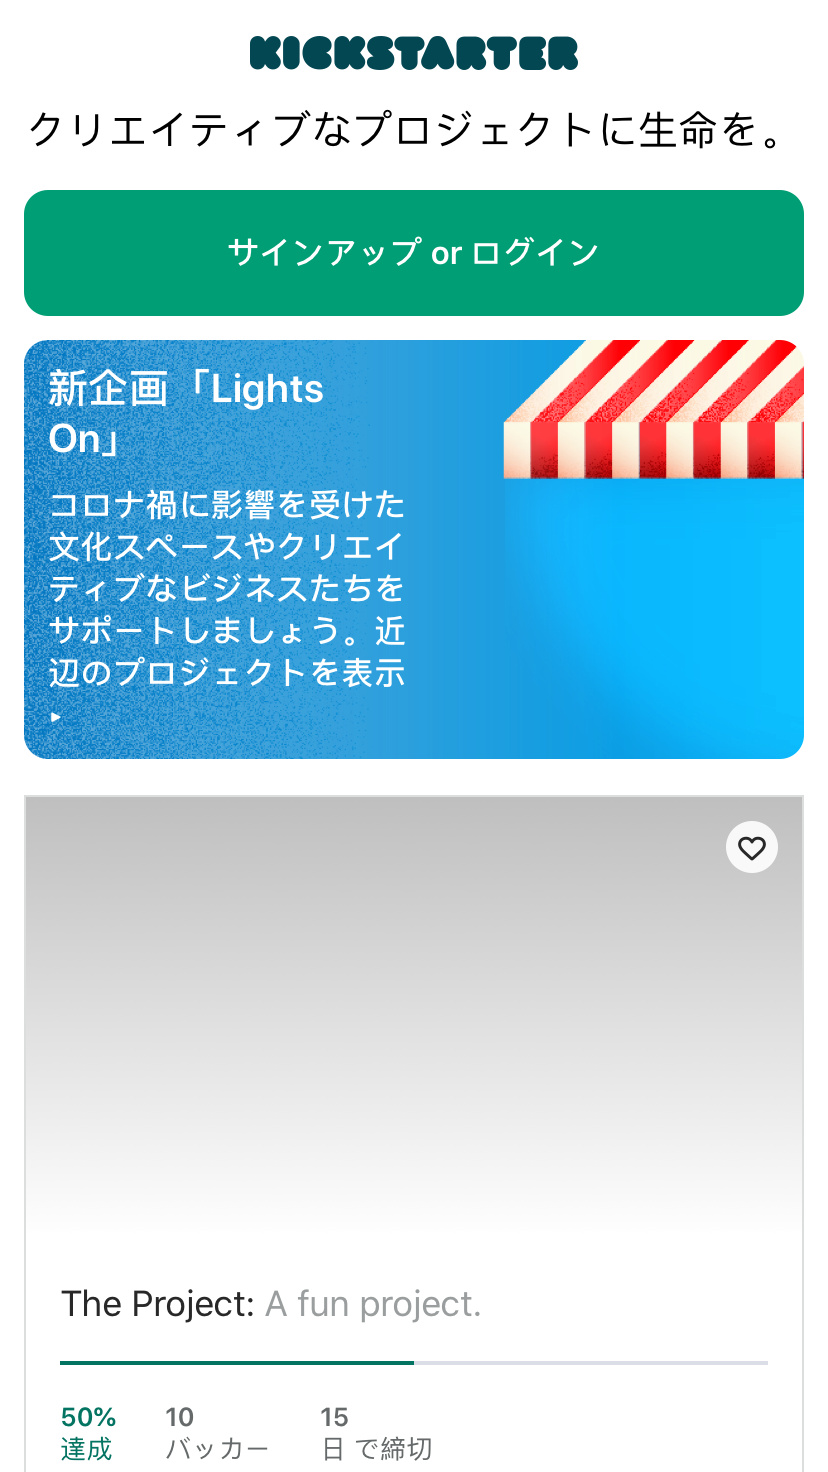 KICKSTARTER
クリエイティブなプロジェクトに生命を。
サインアップ or ログイン
新企画「Lights
On」
コロナ禍に影響を受けた
文化スペースやクリエイ
ティブなビジネスたちを
サポートしましょう。近
辺のプロジェクトを表示
▸
The Project: A fun project.
50% 10 15
達成 バッカー 日 で締切